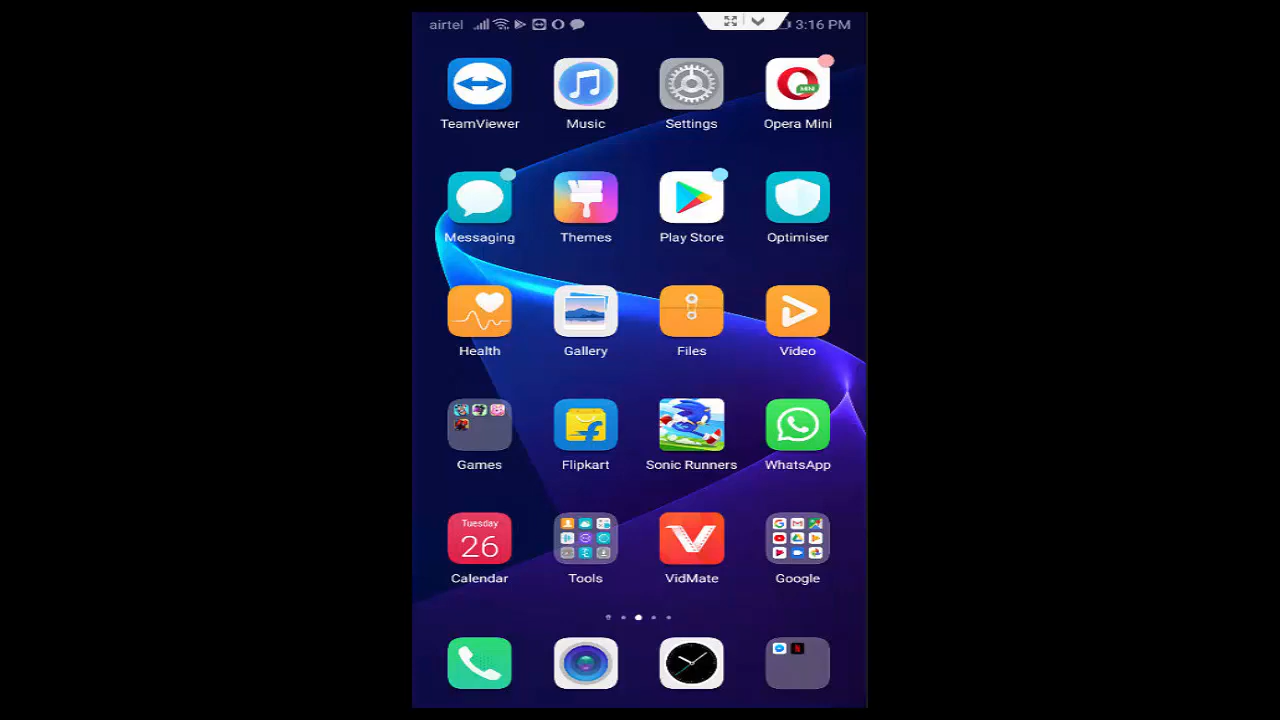 airtel 3:16 PM
TeamViewer Music Settings Opera Mini
Messaging Themes Play Store Optimiser
Health Gallery Files Video
Games Flipkart Sonic Runners WhatsApp
Tuesday
26
Calendar Tools VidMate Google